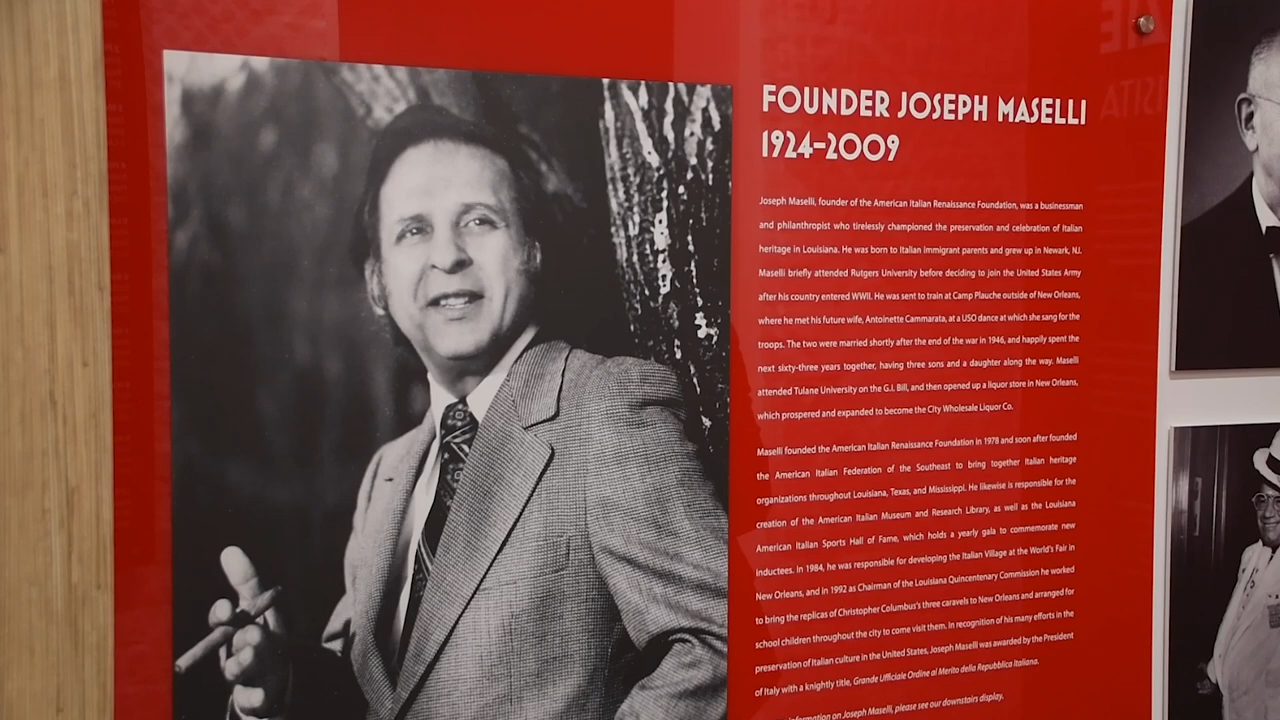 FOUNDER JOSEPH MASELLI
1924–2009
Joseph Maselli, founder of the American Italian Renaissance Foundation, was a businessman
and philanthropist who tirelessly championed the preservation and celebration of Italian
heritage in Louisiana. He was born to Italian immigrant parents and grew up in Newark, NJ.
Maselli briefly attended Rutgers University before deciding to join the United States Army
after his country entered WWII. He was sent to train at Camp Plauche outside of New Orleans,
where he met his future wife, Antoinette Cammarata, at a USO dance at which she sang for the
troops. The two were married shortly after the end of the war in 1946, and happily spent the
next sixty-three years together, having three sons and a daughter along the way. Maselli
attended Tulane University on the G.I. Bill, and then opened up a liquor store in New Orleans,
which prospered and expanded to become the City Wholesale Liquor Co.
Maselli founded the American Italian Renaissance Foundation in 1978 and soon after founded
the American Italian Federation of the Southeast to bring together Italian heritage
organizations throughout Louisiana, Texas, and Mississippi. He likewise is responsible for the
creation of the American Italian Museum and Research Library, as well as the Louisiana
American Italian Sports Hall of Fame, which holds a yearly gala to commemorate new
inductees. In 1984, he was responsible for developing the Italian Village at the World's Fair in
New Orleans, and in 1992 as Chairman of the Louisiana Quincentenary Commission he worked
to bring the replicas of Christopher Columbus's three caravels to New Orleans and arranged for
school children throughout the city to come visit them. In recognition of his many efforts in the
preservation of Italian culture in the United States, Joseph Maselli was awarded by the President
of Italy with a knightly title, Grande Ufficiale Ordine al Merito della Repubblica Italiana.
information on Joseph Maselli, please see our downstairs display.